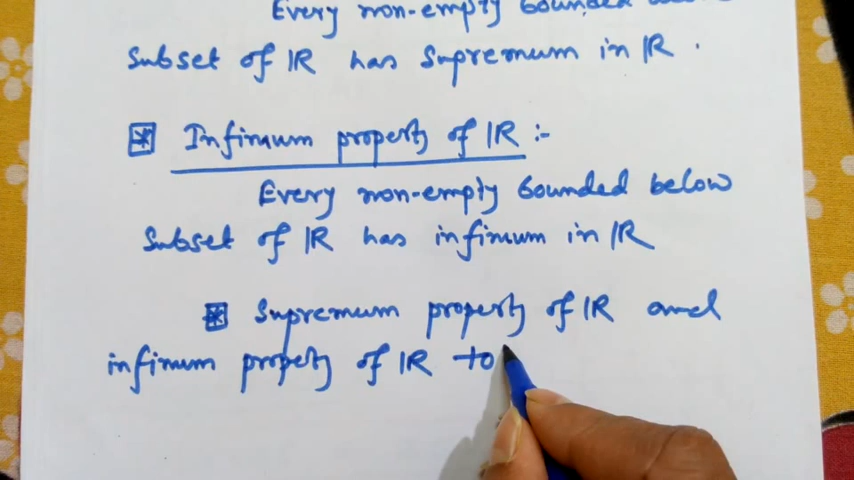 Every non-empty bounded above
Subset of IR has Supremum in IR .
* Infimum property of IR :-
Every non-empty bounded below
Subset of IR has infimum in IR
* Supremum property of IR and
infimum property of IR to